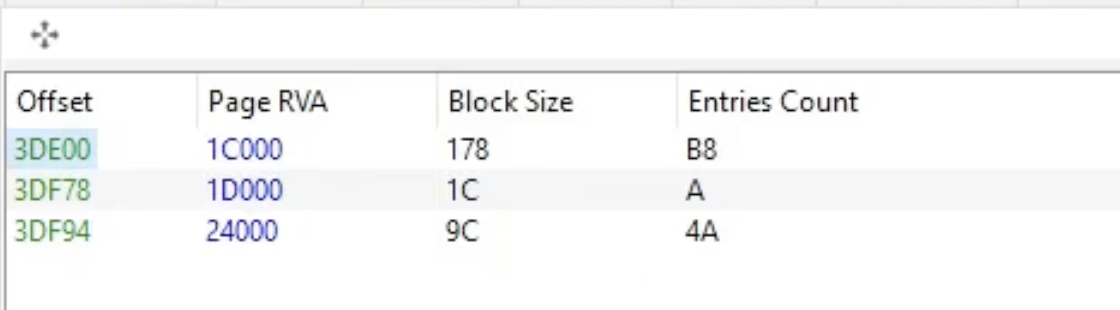 Offset Page RVA Block Size Entries Count
3DE00 1C000 178 B8
3DF78 1D000 1C A
3DF94 24000 9C 4A